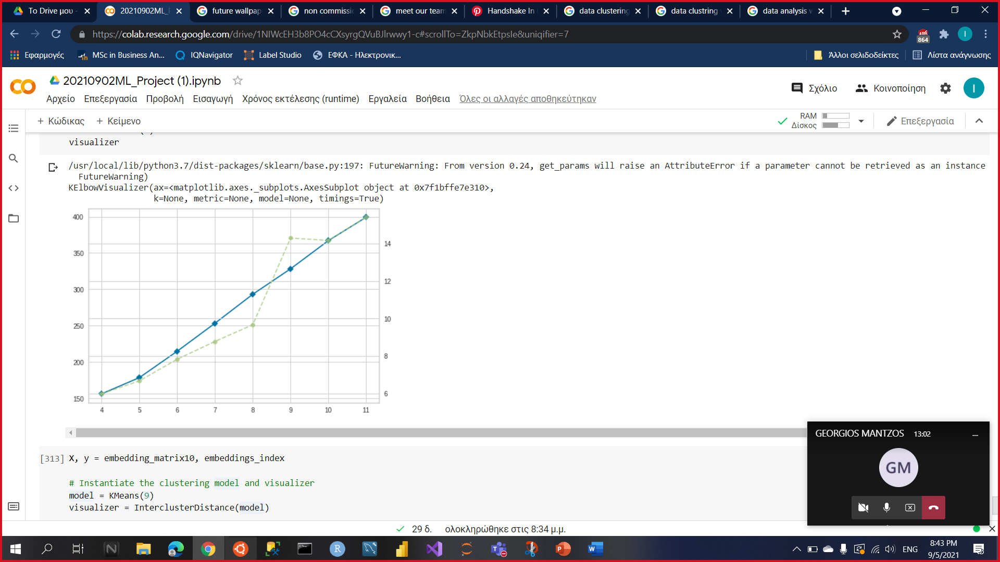 Το Drive μου -
20210902ML_F
future wallpap
non commissio
meet our team
Handshake In
data clustering
data clustring
data analysis w
https://colab.research.google.com/drive/1NIWcEH3b8PO4cCXsyrgQVuBJlrwwy1-c#scrollTo=ZkpNbkEtpsIe&uniqifier=7
864
I
Εφαρμογές
MSc in Business An...
IQNavigator
Label Studio
ΕΦΚΑ - Ηλεκτρονικ...
Άλλοι σελιδοδείκτες
Λίστα ανάγνωσης
20210902ML_Project (1).ipynb
Σχόλιο
Κοινοποίηση
I
Αρχείο Επεξεργασία Προβολή Εισαγωγή Χρόνος εκτέλεσης (runtime) Εργαλεία Βοήθεια Όλες οι αλλαγές αποθηκεύτηκαν
+ Κώδικας + Κείμενο
RAM
Δίσκος
Επεξεργασία
visualizer
/usr/local/lib/python3.7/dist-packages/sklearn/base.py:197: FutureWarning: From version 0.24, get_params will raise an AttributeError if a parameter cannot be retrieved as an instance
FutureWarning)
KElbowVisualizer(ax=<matplotlib.axes._subplots.AxesSubplot object at 0x7f1bffe7e310>,
k=None, metric=None, model=None, timings=True)
400
350
300
250
200
150
14
12
10
8
6
4 5 6 7 8 9 10 11
[313] X, y = embedding_matrix10, embeddings_index
# Instantiate the clustering model and visualizer
model = KMeans(9)
visualizer = InterclusterDistance(model)
GEORGIOS MANTZOS 13:02
GM
29 δ. ολοκληρώθηκε στις 8:34 μ.μ.
ENG
8:43 PM
9/5/2021